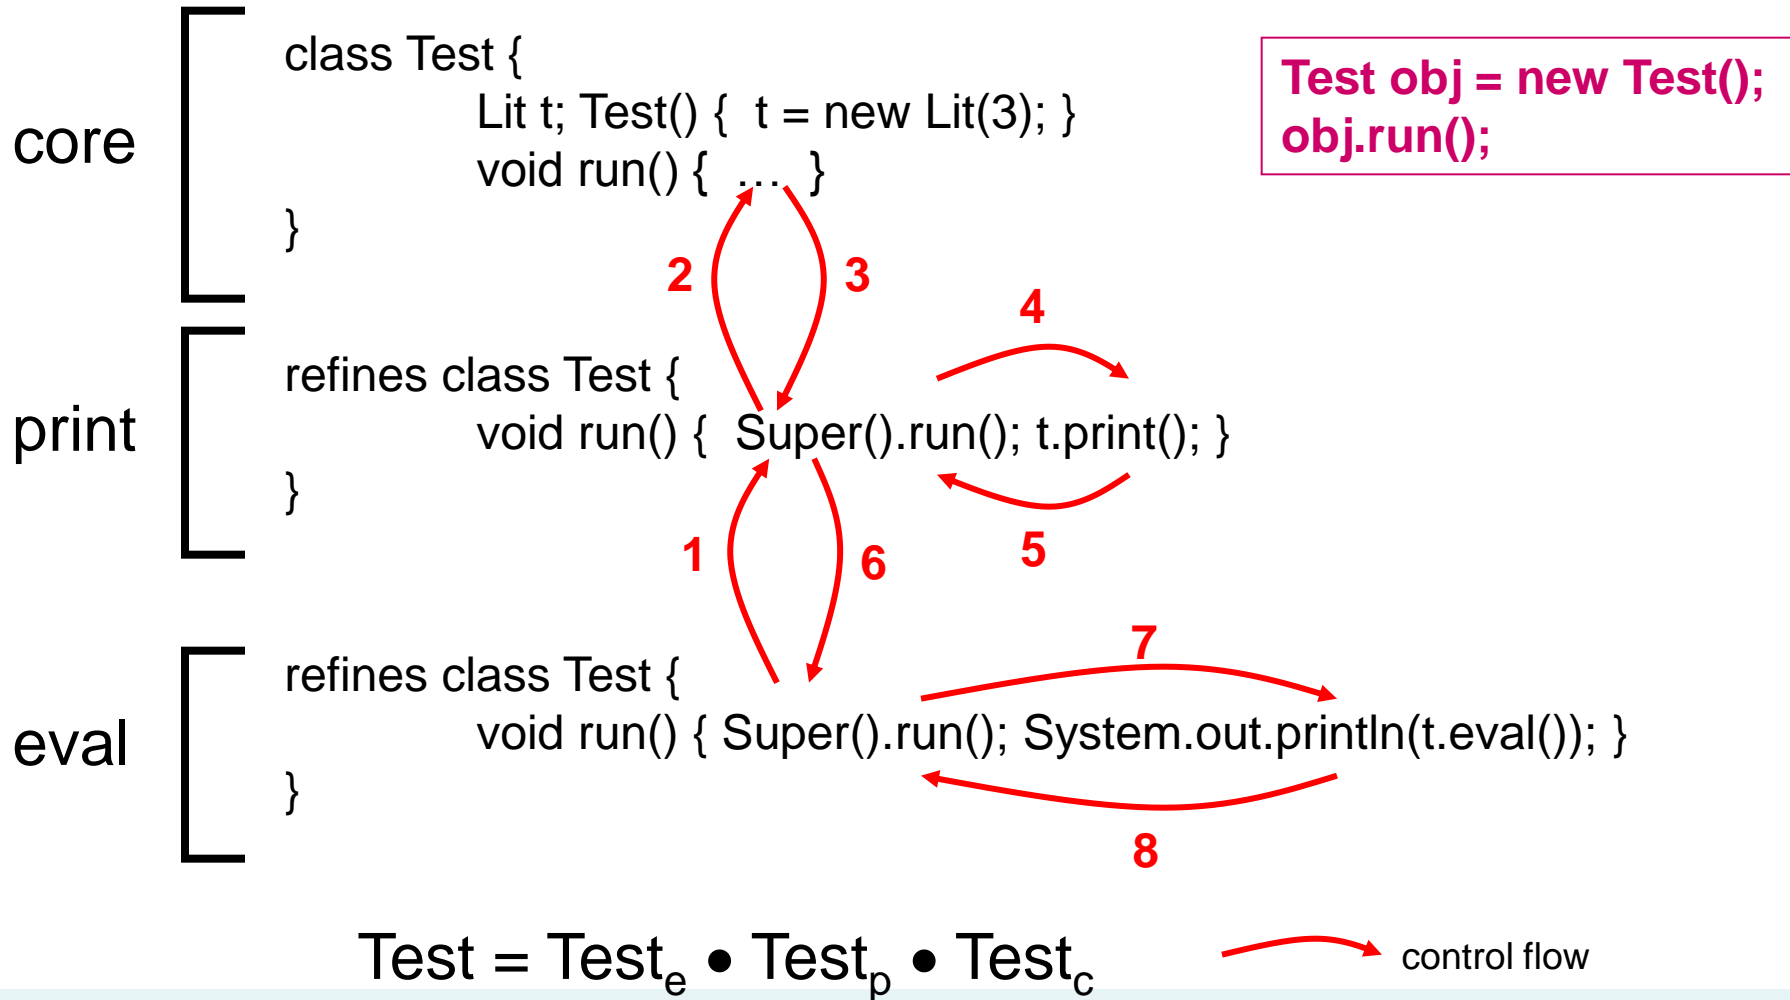 core
class Test {
Lit t; Test() { t = new Lit(3); }
void run() { … }
}
Test obj = new Test();
obj.run();
2
3
4
print
refines class Test {
void run() { Super().run(); t.print(); }
}
1
6
5
eval
refines class Test {
7
void run() { Super().run(); System.out.println(t.eval()); }
}
8
Test = Testₑ • Testₚ • Test꜀
control flow